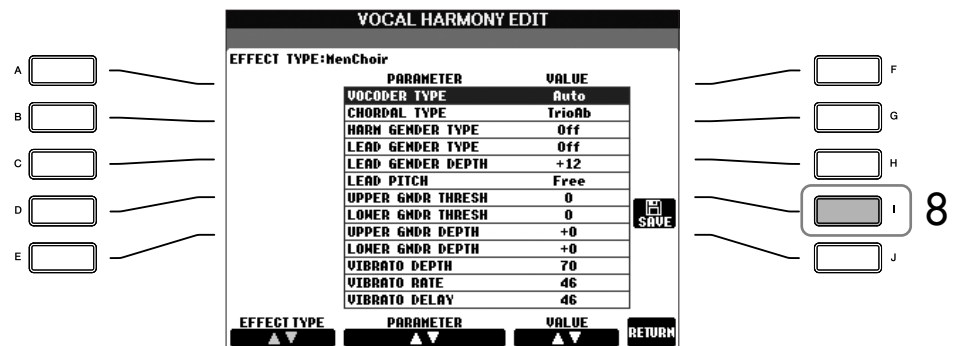 VOCAL HARMONY EDIT
EFFECT TYPE:MenChoir
PARAMETER VALUE
VOCODER TYPE Auto
CHORDAL TYPE TrioAb
HARM GENDER TYPE Off
LEAD GENDER TYPE Off
LEAD GENDER DEPTH +12
LEAD PITCH Free
UPPER GNDR THRESH 0
LOWER GNDR THRESH 0
UPPER GNDR DEPTH +0
LOWER GNDR DEPTH +0
VIBRATO DEPTH 70
VIBRATO RATE 46
VIBRATO DELAY 46
SAVE
EFFECT TYPE PARAMETER VALUE RETURN
A
B
C
D
E
F
G
H
I
J
8